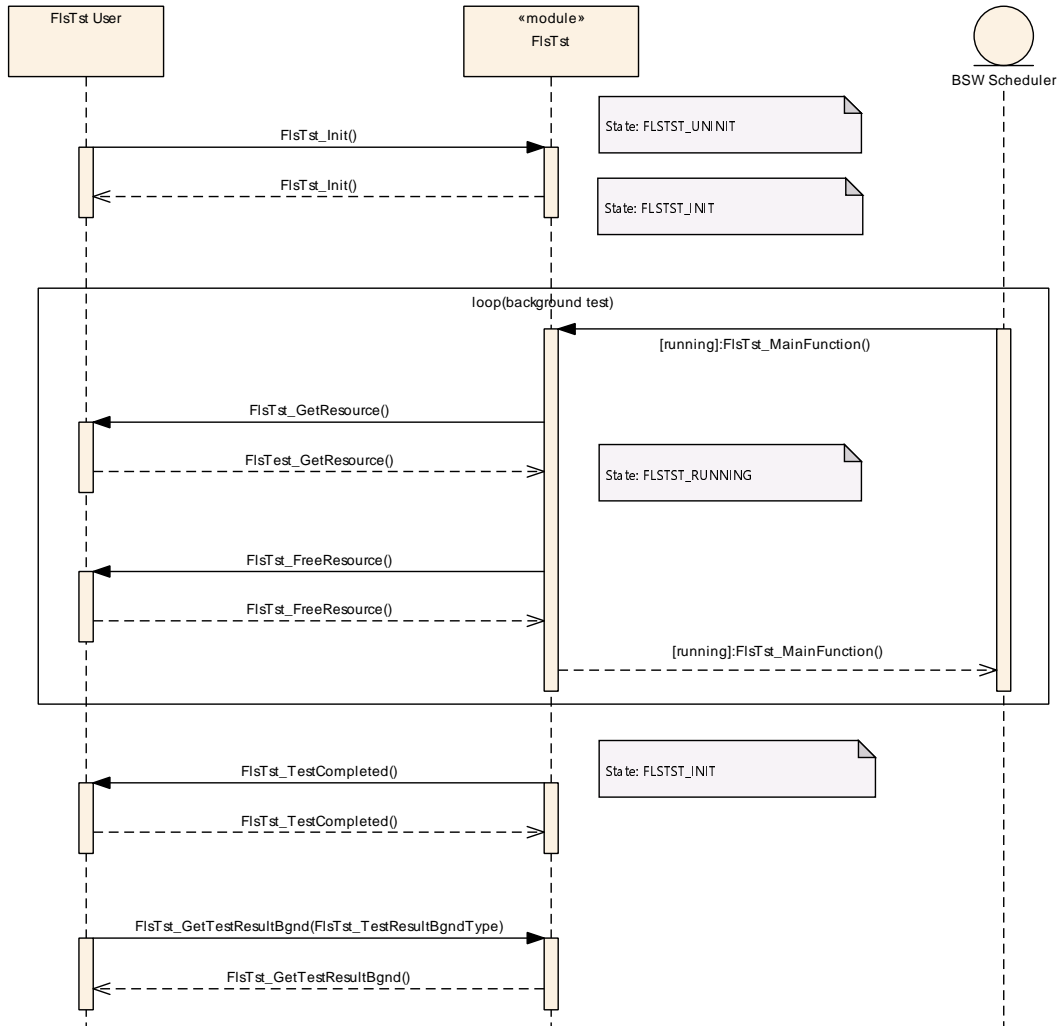 FlsTst User
«module»
FlsTst
BSW Scheduler
State: FLSTST_UNINIT
FlsTst_Init()
FlsTst_Init()
State: FLSTST_INIT
loop(background test)
[running]:FlsTst_MainFunction()
FlsTst_GetResource()
FlsTest_GetResource()
State: FLSTST_RUNNING
FlsTst_FreeResource()
FlsTst_FreeResource()
[running]:FlsTst_MainFunction()
FlsTst_TestCompleted()
State: FLSTST_INIT
FlsTst_TestCompleted()
FlsTst_GetTestResultBgnd(FlsTst_TestResultBgndType)
FlsTst_GetTestResultBgnd()